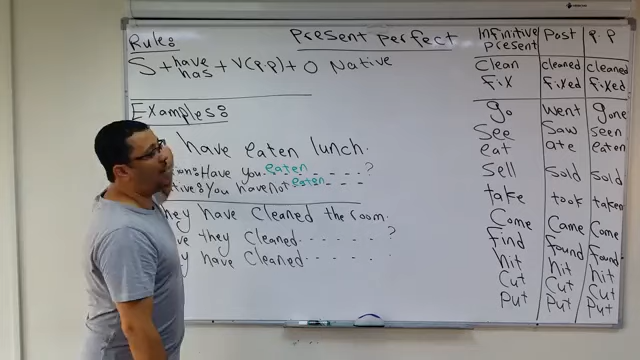 Rule:
Present perfect
S + have has + V(p.p) + O Native
Examples:
have eaten lunch.
Have you eaten ------?
You have not eaten ---
they have cleaned the room.
they cleaned ------?
have cleaned ------.
Infinitive present | Past | P.P
Clean | cleaned | cleaned
Fix | fixed | fixed
go | went | gone
See | Saw | seen
eat | ate | eaten
Sell | Sold | sold
take | took | taken
Come | Came | Come
find | found | found
hit | hit | hit
Cut | Cut | Cut
Put | Put | Put